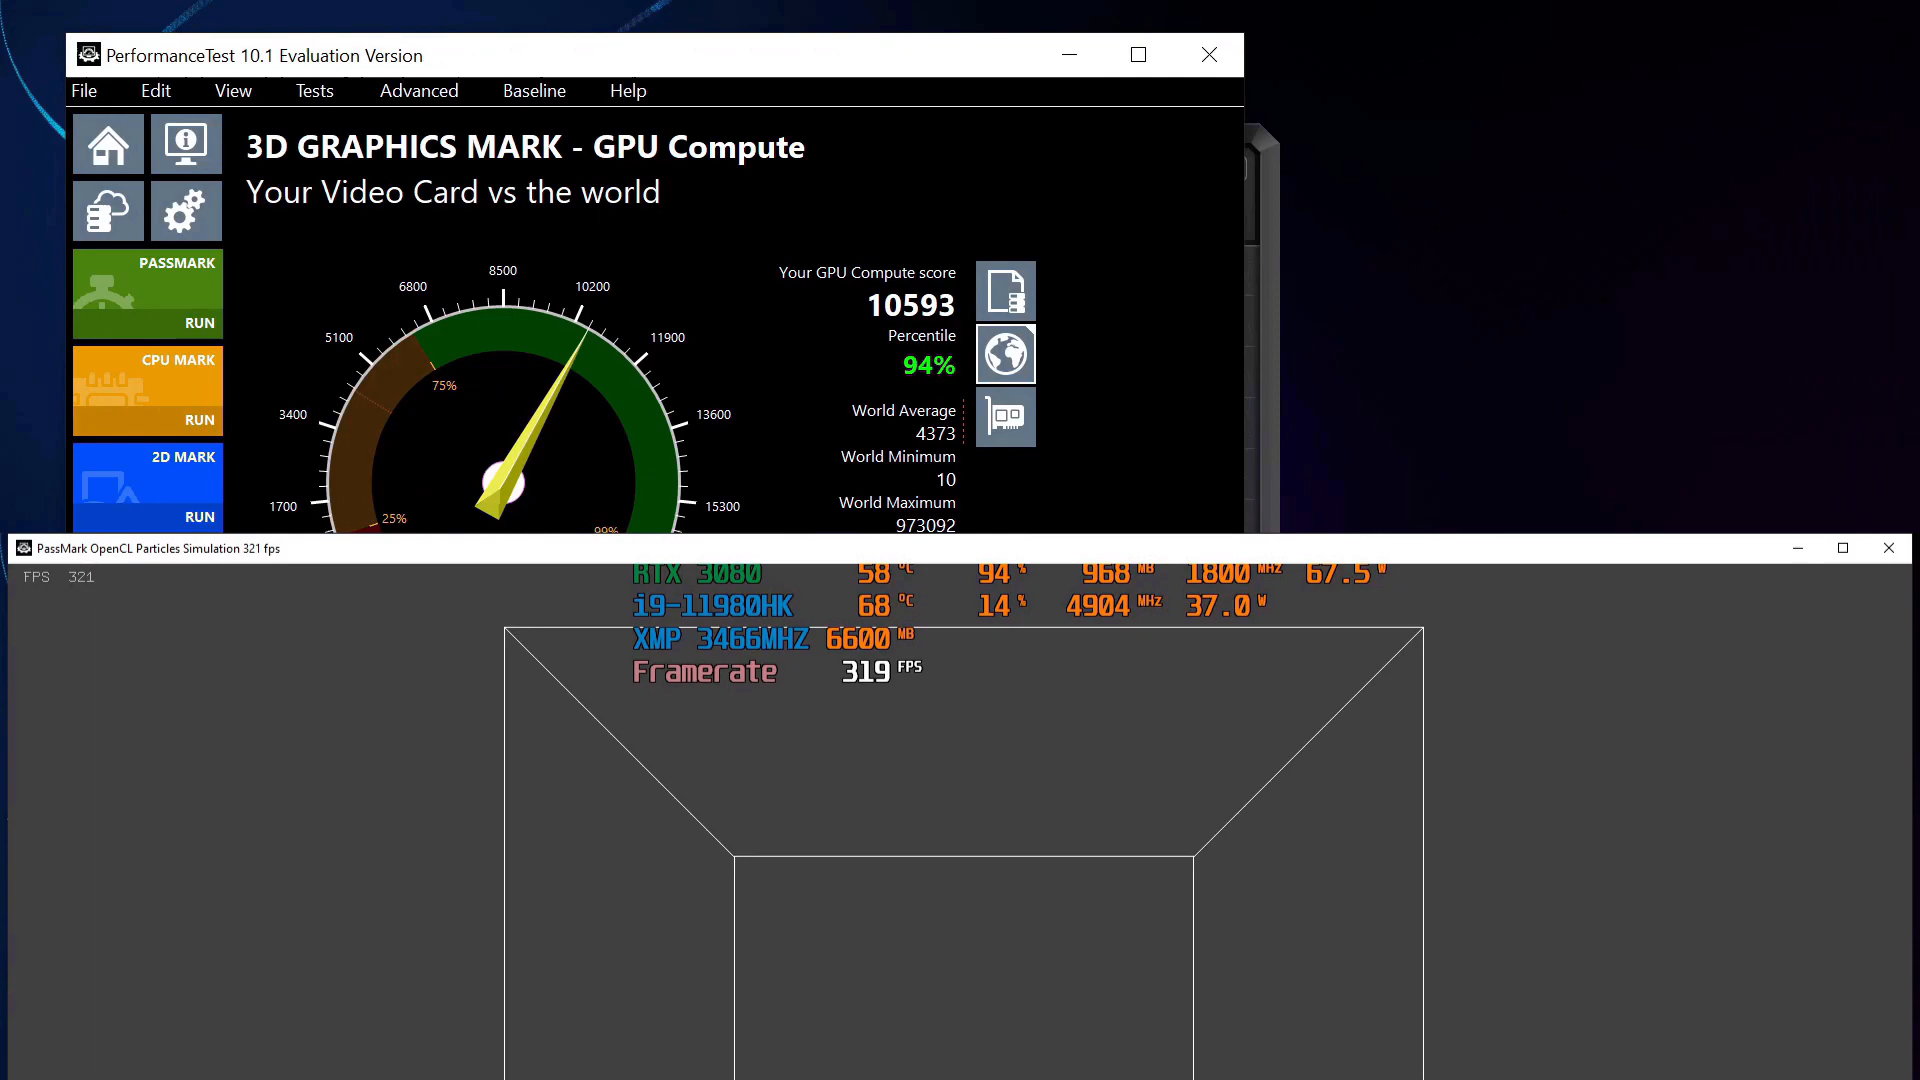 PerformanceTest 10.1 Evaluation Version
File Edit View Tests Advanced Baseline Help
3D GRAPHICS MARK - GPU Compute
Your Video Card vs the world
PASSMARK
RUN
CPU MARK
RUN
2D MARK
RUN
1700
3400
5100
6800
8500
10200
11900
13600
15300
25%
75%
99%
Your GPU Compute score
10593
Percentile
94%
World Average
4373
World Minimum
10
World Maximum
973092
PassMark OpenCL Particles Simulation 321 fps
FPS 321
RTX 3080 58 °C 94 % 968 MB 1800 MHz 67.5 W
i9-11980HK 68 °C 14 % 4904 MHz 37.0 W
XMP 3466MHZ 6600 MB
Framerate 319 FPS